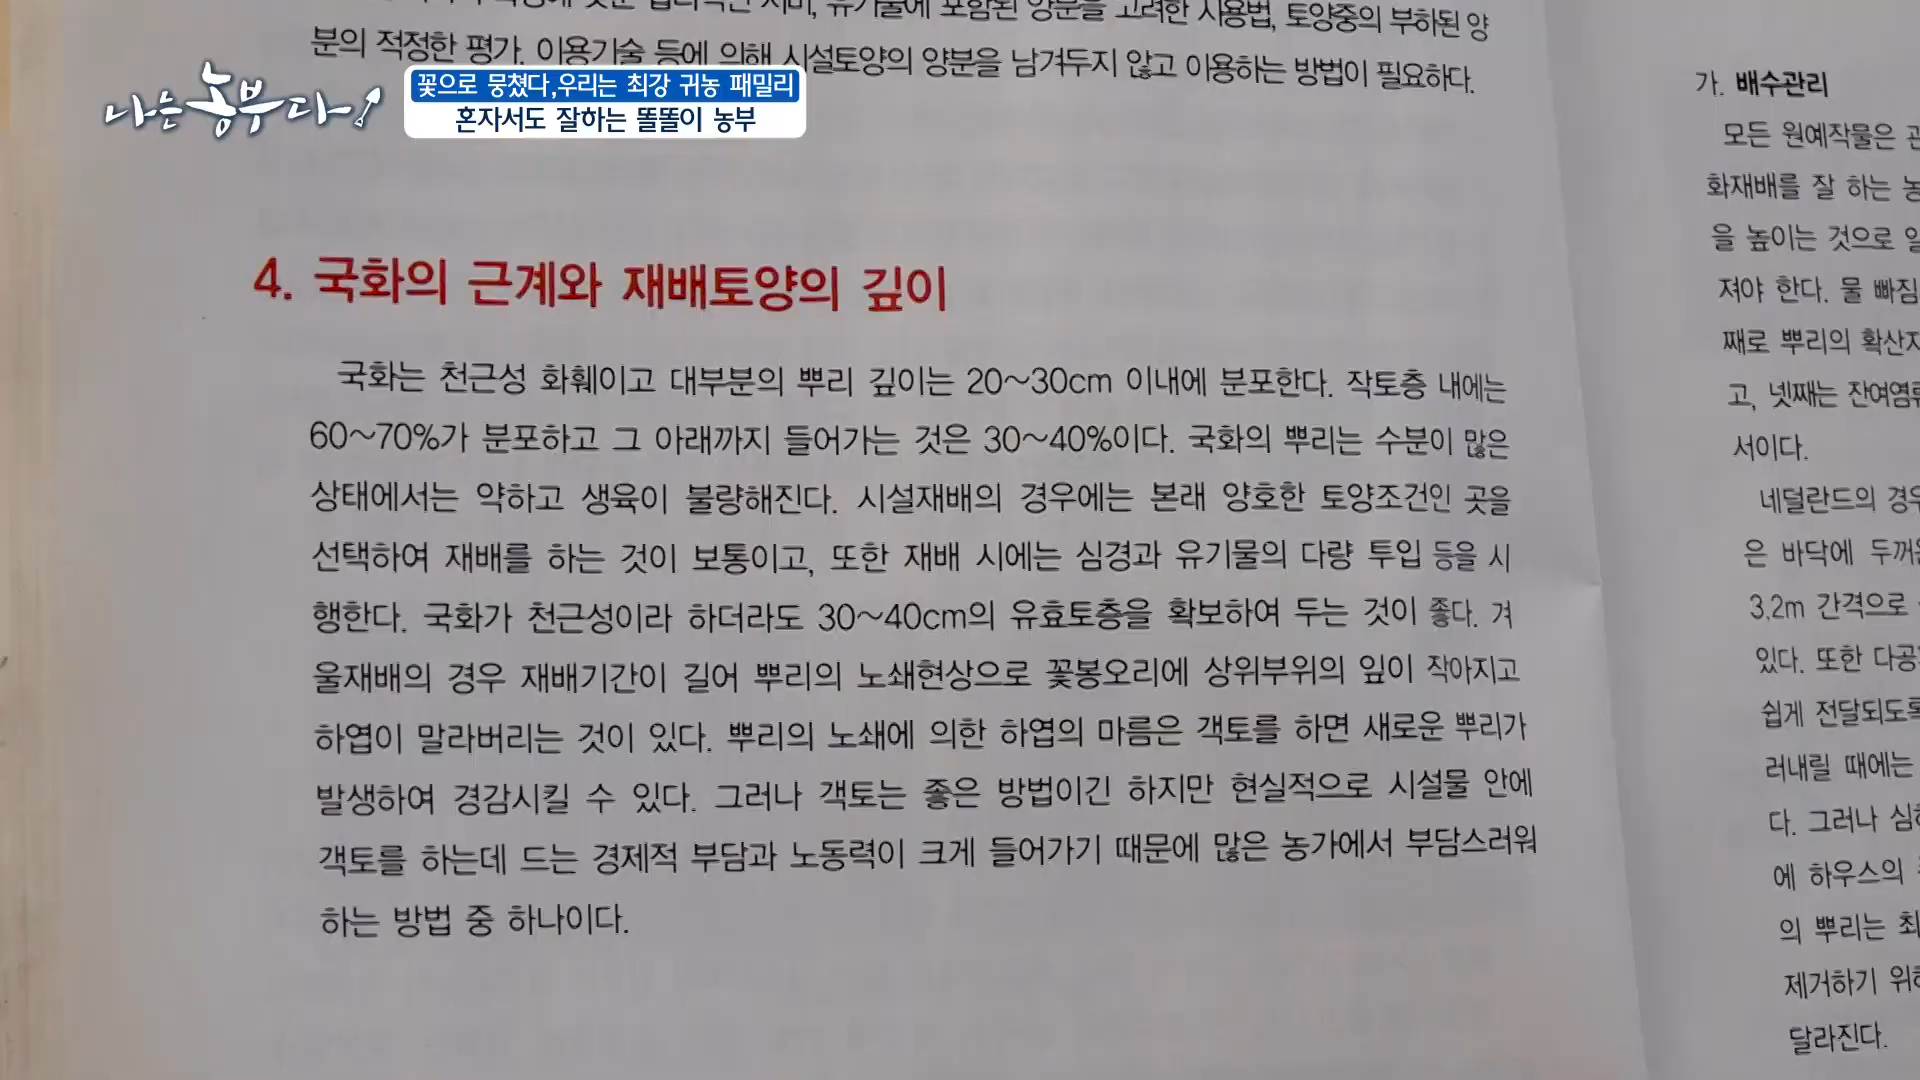 유기물에 포함된 양분을 고려한 시용법, 토양중의 부하된 양
분의 적정한 평가. 이용기술 등에 의해 시설토양의 양분을 남겨두지 않고 이용하는 방법이 필요하다.
나는 농부다!
꽃으로 뭉쳤다,우리는 최강 귀농 패밀리
혼자서도 잘하는 똘똘이 농부
4. 국화의 근계와 재배토양의 깊이
국화는 천근성 화훼이고 대부분의 뿌리 깊이는 20~30cm 이내에 분포한다. 작토층 내에는
60~70%가 분포하고 그 아래까지 들어가는 것은 30~40%이다. 국화의 뿌리는 수분이 많은
상태에서는 약하고 생육이 불량해진다. 시설재배의 경우에는 본래 양호한 토양조건인 곳을
선택하여 재배를 하는 것이 보통이고, 또한 재배 시에는 심경과 유기물의 다량 투입 등을 시
행한다. 국화가 천근성이라 하더라도 30~40cm의 유효토층을 확보하여 두는 것이 좋다. 겨
울재배의 경우 재배기간이 길어 뿌리의 노쇄현상으로 꽃봉오리에 상위부위의 잎이 작아지고
하엽이 말라버리는 것이 있다. 뿌리의 노쇄에 의한 하엽의 마름은 객토를 하면 새로운 뿌리가
발생하여 경감시킬 수 있다. 그러나 객토는 좋은 방법이긴 하지만 현실적으로 시설물 안에
객토를 하는데 드는 경제적 부담과 노동력이 크게 들어가기 때문에 많은 농가에서 부담스러워
하는 방법 중 하나이다.
가. 배수관리
모든 원예작물은
화재배를 잘 하는
을 높이는 것으로
져야 한다. 물 빠짐
째로 뿌리의
고, 넷째는
서이다.
네덜란드의
은 바닥에
3.2m 간격으로
있다. 또한
쉽게 전달되도록
러내릴 때에는
다. 그러나
에 하우스의
의 뿌리는
제거하기
달라진다.